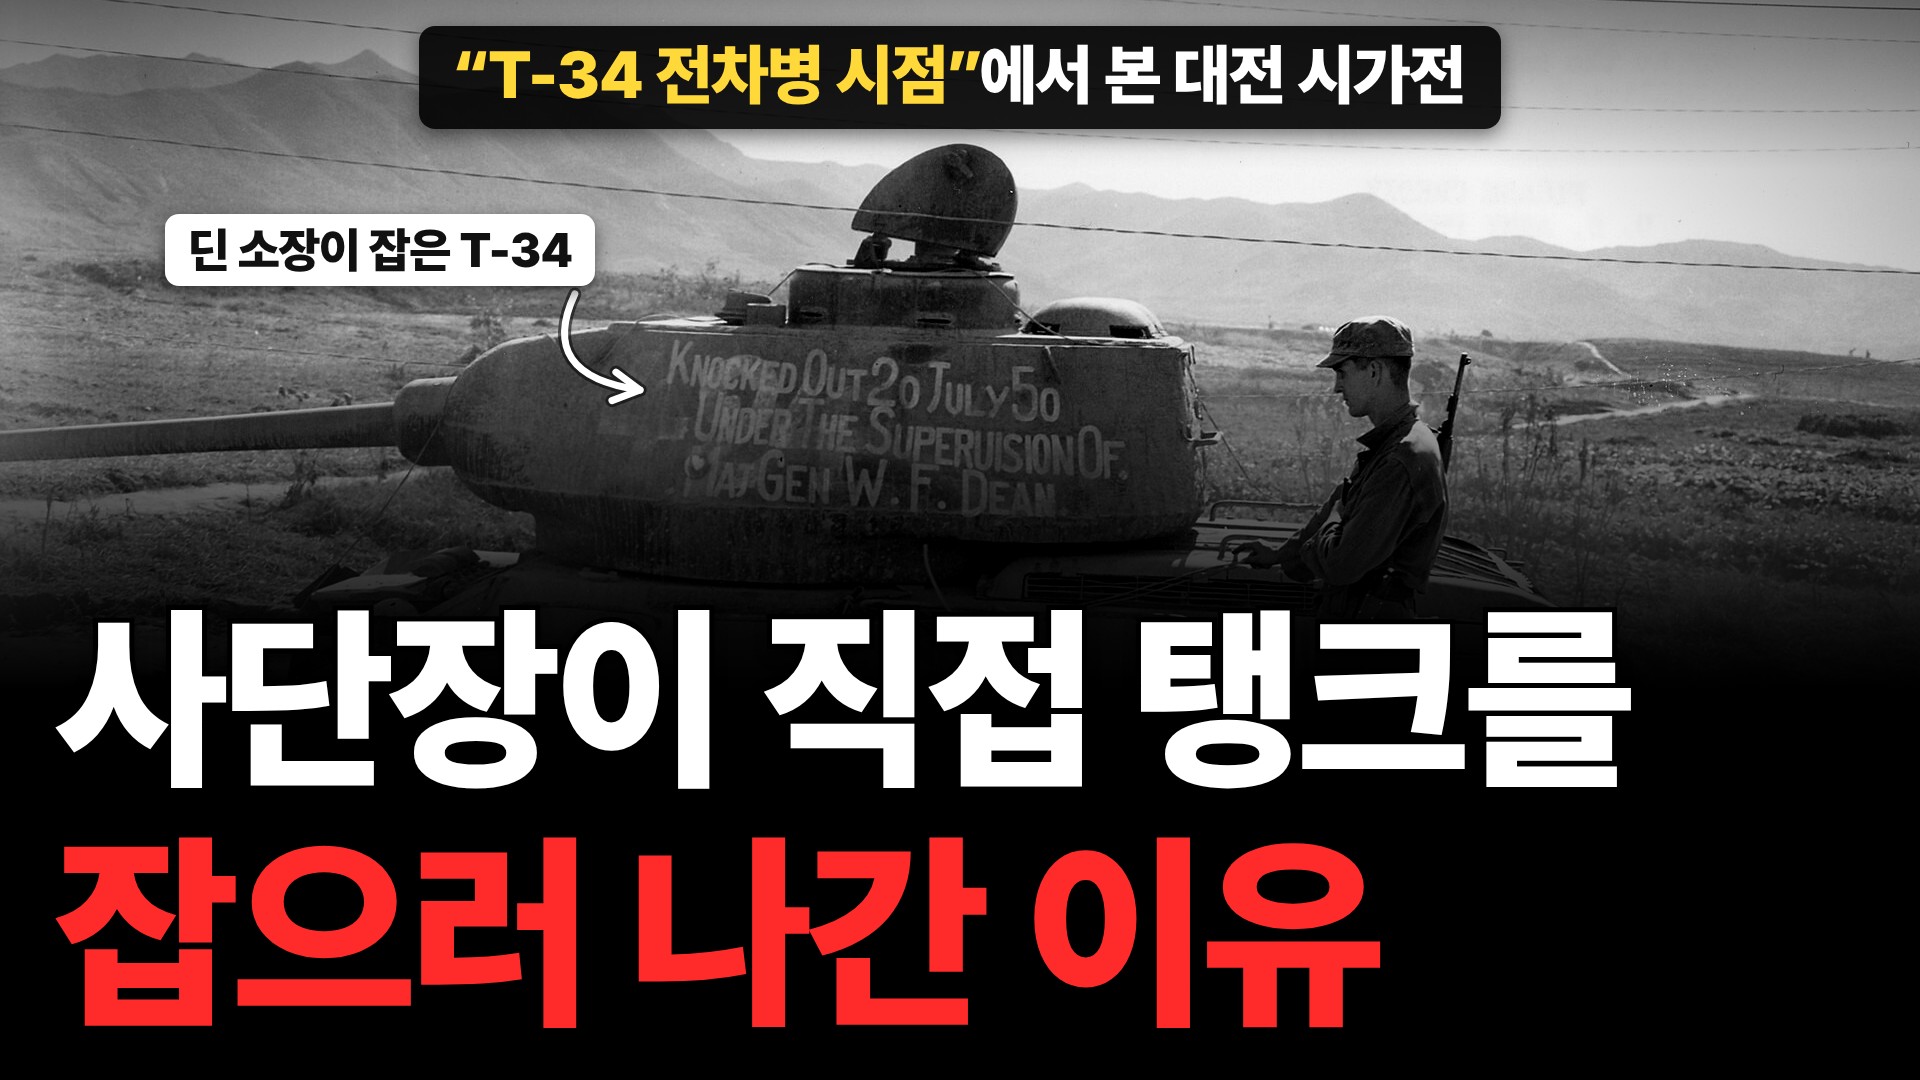 “T-34 전차병 시점”에서 본 대전 시가전
딘 소장이 잡은 T-34
KNOCKED OUT 20 JULY 50
UNDER THE SUPERVISION OF.
MAJ GEN W. F. DEAN
사단장이 직접 탱크를
잡으러 나간 이유